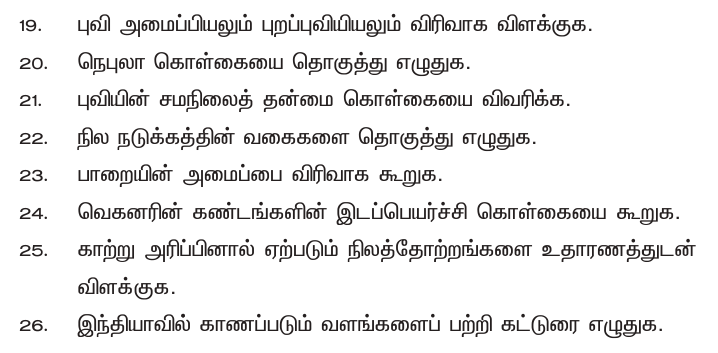 19. புவி அமைப்பியலும் புறப்புவியியலும் விரிவாக விளக்குக.
20. நெபுலா கொள்கையை தொகுத்து எழுதுக.
21. புவியின் சமநிலைத் தன்மை கொள்கையை விவரிக்க.
22. நில நடுக்கத்தின் வகைகளை தொகுத்து எழுதுக.
23. பாறையின் அமைப்பை விரிவாக கூறுக.
24. வெகனரின் கண்டங்களின் இடப்பெயர்ச்சி கொள்கையை கூறுக.
25. காற்று அரிப்பினால் ஏற்படும் நிலத்தோற்றங்களை உதாரணத்துடன்
விளக்குக.
26. இந்தியாவில் காணப்படும் வளங்களைப் பற்றி கட்டுரை எழுதுக.